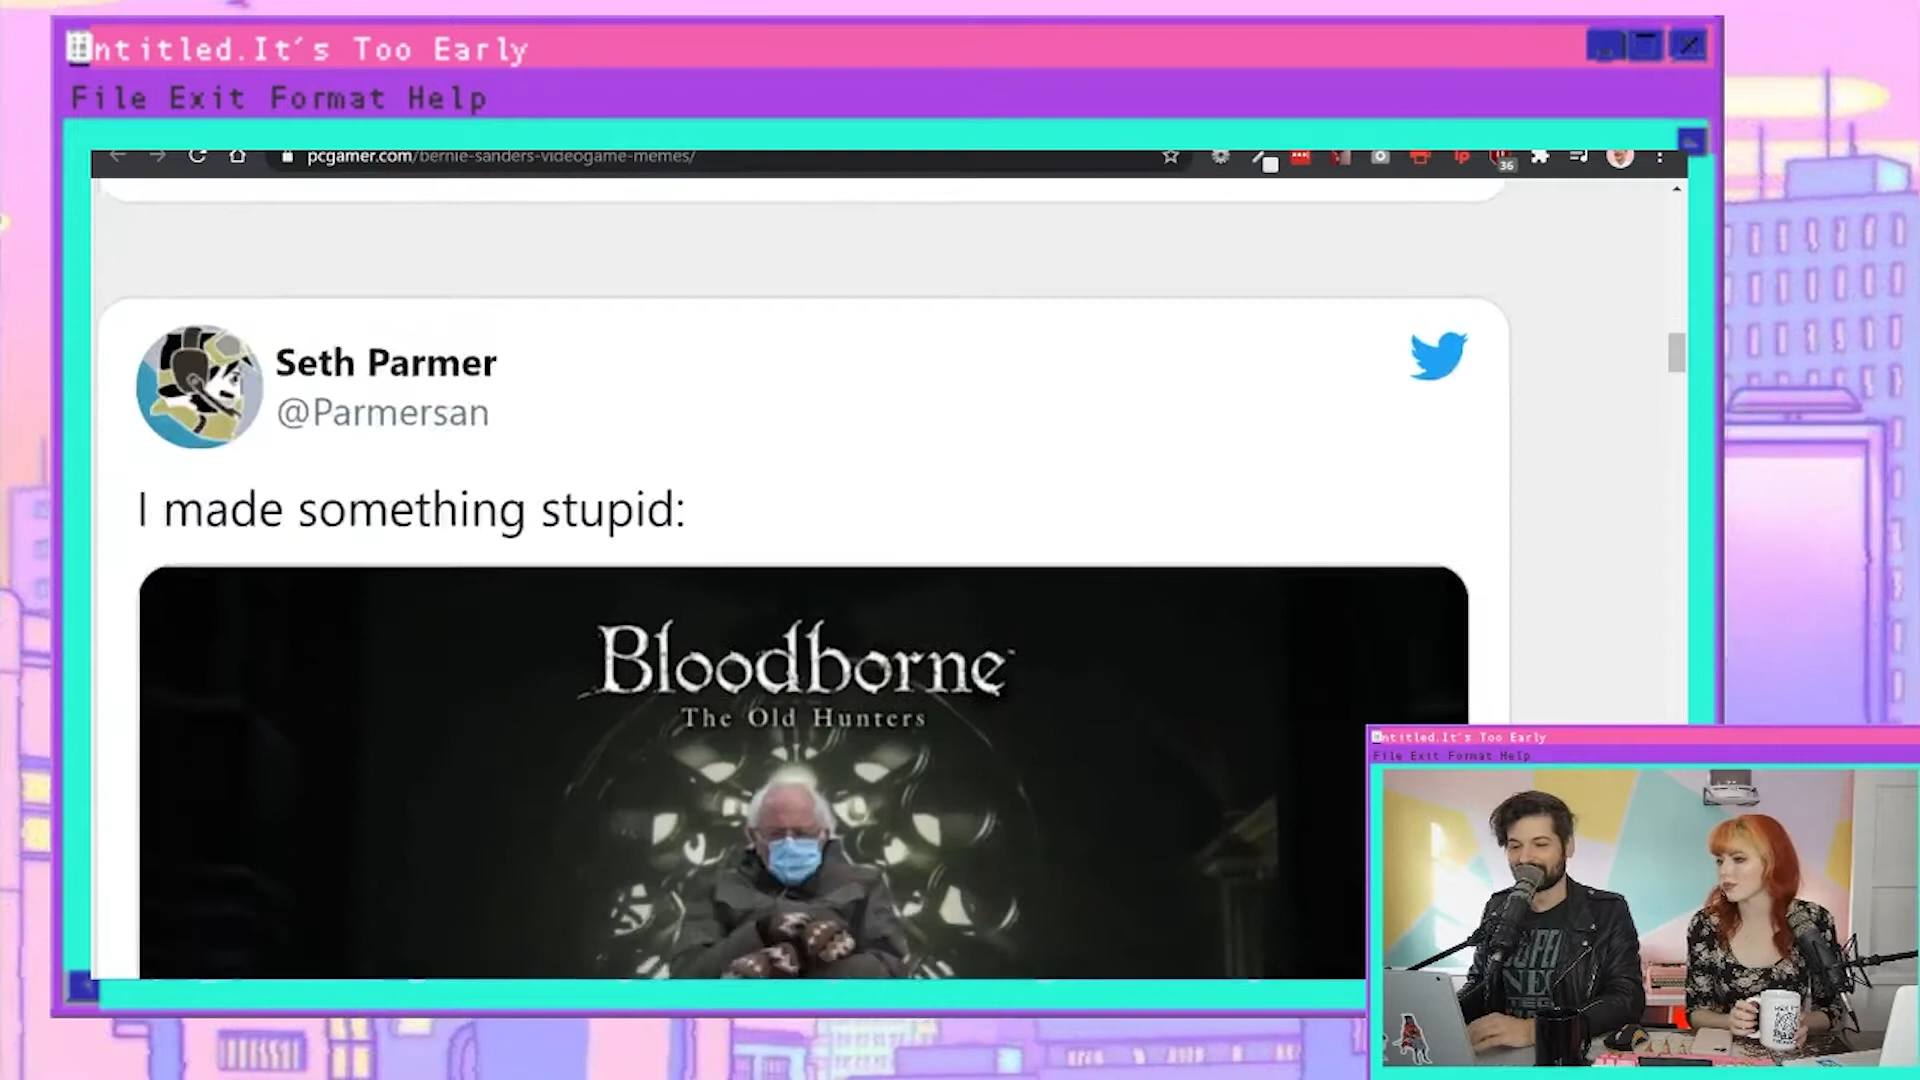 ntitled.It's Too Early
File Exit Format Help
pcgamer.com/bernie-sanders-videogame-memes/
36
Seth Parmer
@Parmersan
I made something stupid:
Bloodborne
The Old Hunters
ntitled.It's Too Early
File Exit Format Help